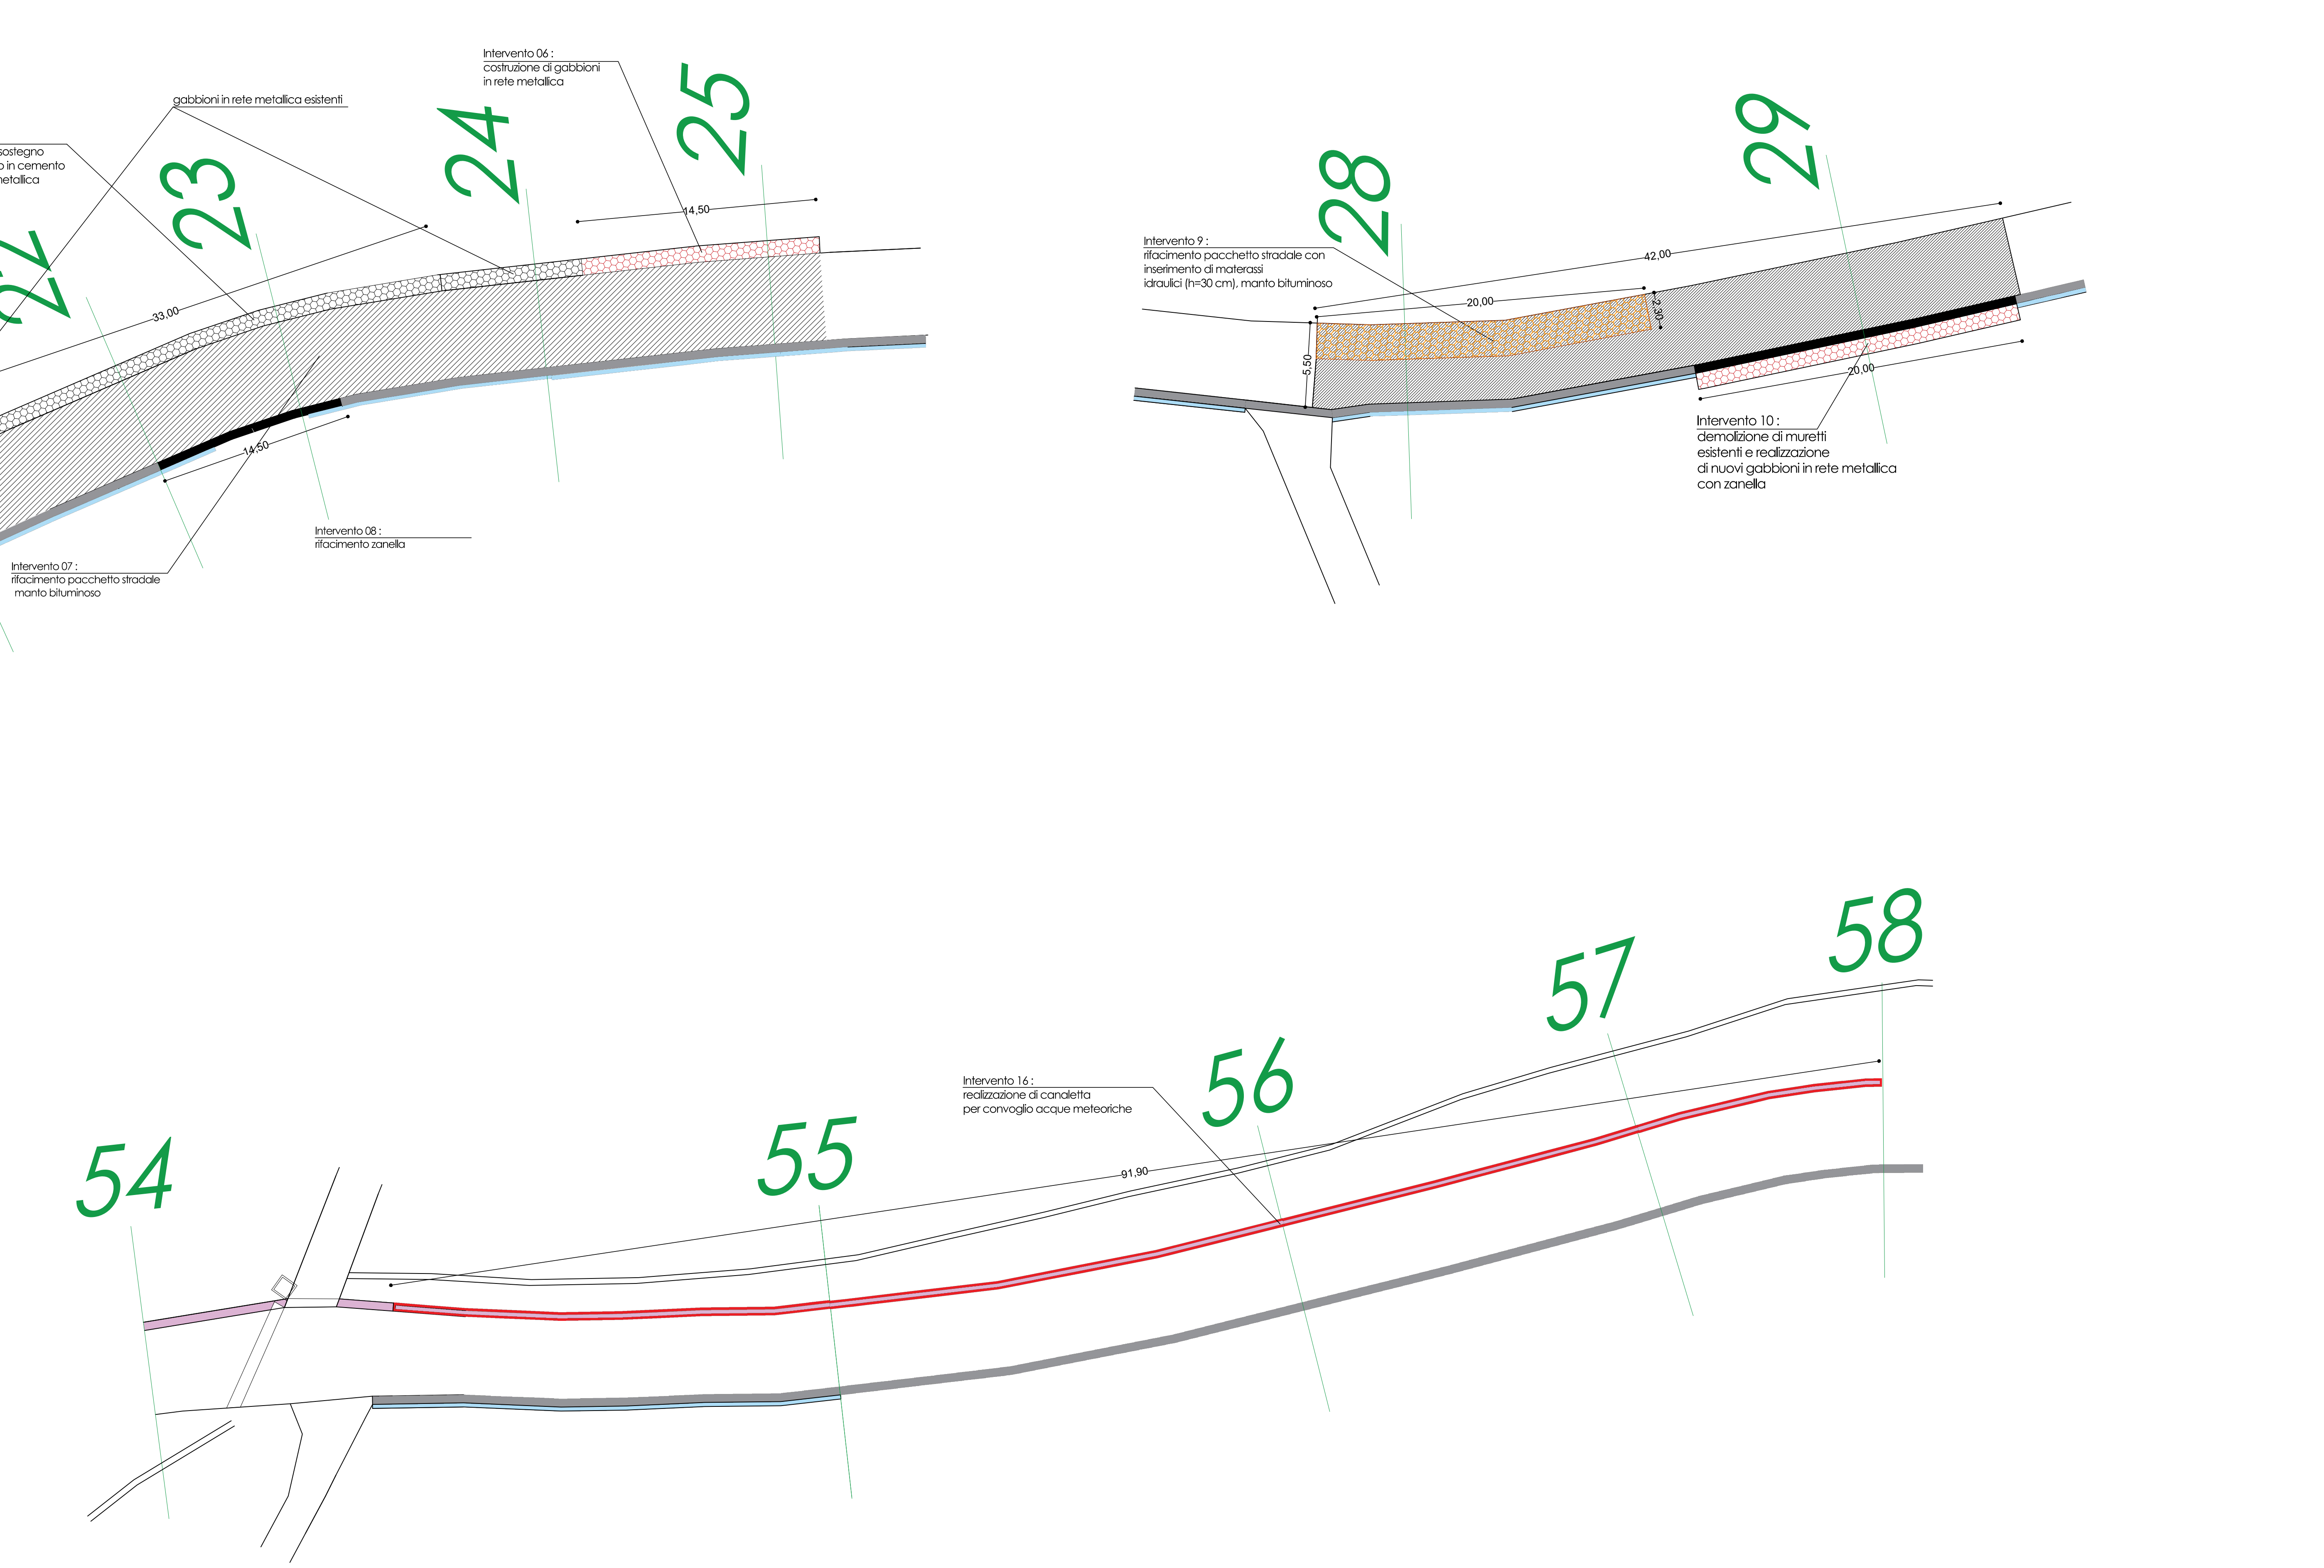 Intervento 06 :
costruzione di gabbioni
in rete metallica
gabbioni in rete metallica esistenti
sostegno
o in cemento
metallica
22
23
24
25
33,00
14,50
14,50
Intervento 08 :
rifacimento zanella
Intervento 07 :
rifacimento pacchetto stradale
manto bituminoso
28
29
Intervento 9 :
rifacimento pacchetto stradale con
inserimento di materassi
idraulici (h=30 cm), manto bituminoso
42,00
20,00
2,30
5,50
20,00
Intervento 10 :
demolizione di muretti
esistenti e realizzazione
di nuovi gabbioni in rete metallica
con zanella
54
55
56
57
58
Intervento 16 :
realizzazione di canaletta
per convoglio acque meteoriche
91,90